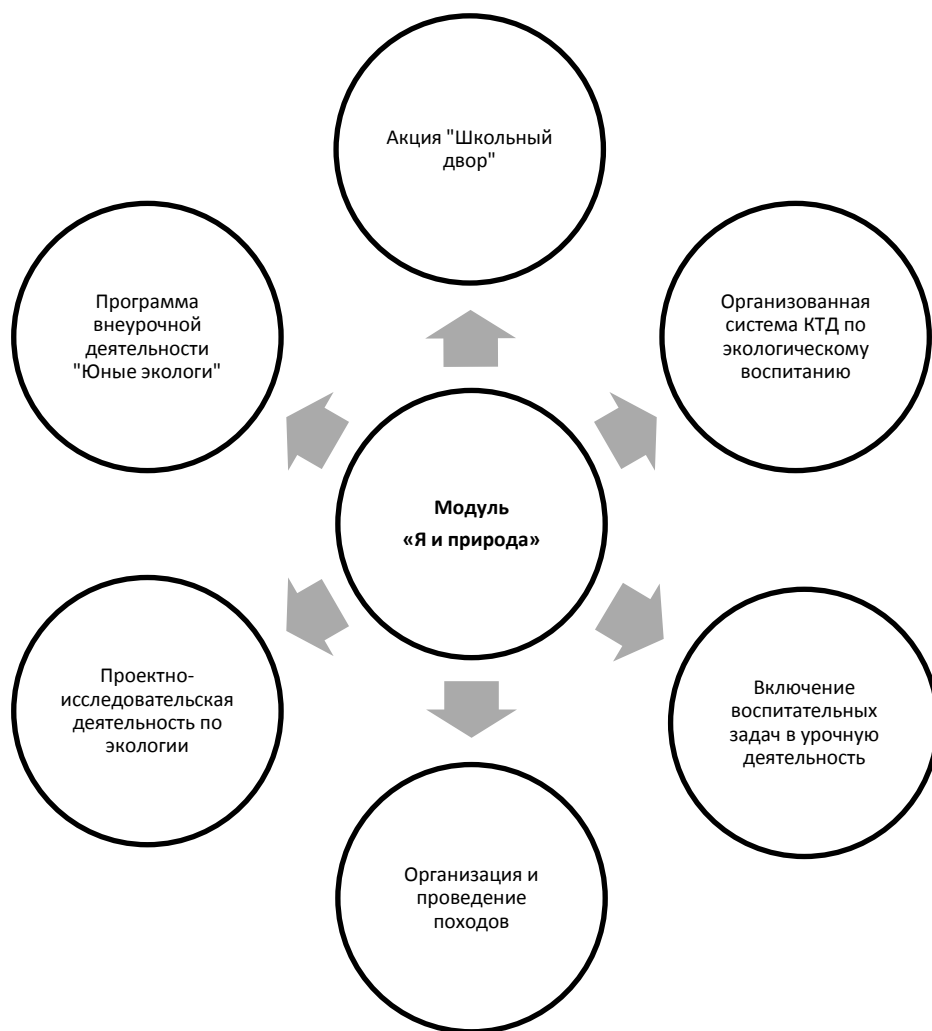 Акция "Школьный
двор"
Программа
внеурочной
деятельности
"Юные экологи"
Организованная
система КТД по
экологическому
воспитанию
Модуль
«Я и природа»
Проектно-
исследовательская
деятельность по
экологии
Включение
воспитательных
задач в урочную
деятельность
Организация и
проведение
походов